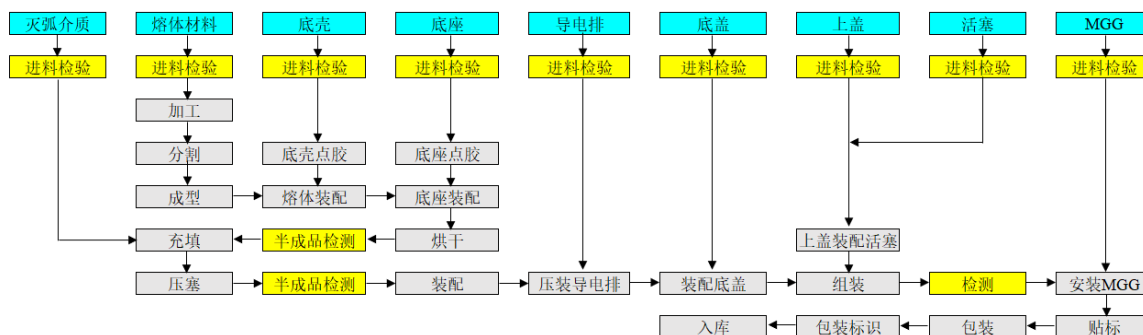 灭弧介质
熔体材料
底壳
底座
导电排
底盖
上盖
活塞
MGG
进料检验
进料检验
进料检验
进料检验
进料检验
进料检验
进料检验
进料检验
进料检验
加工
分割
底壳点胶
底座点胶
成型
熔体装配
底座装配
充填
半成品检测
烘干
上盖装配活塞
压塞
半成品检测
装配
压装导电排
装配底盖
组装
检测
安装MGG
入库
包装标识
包装
贴标